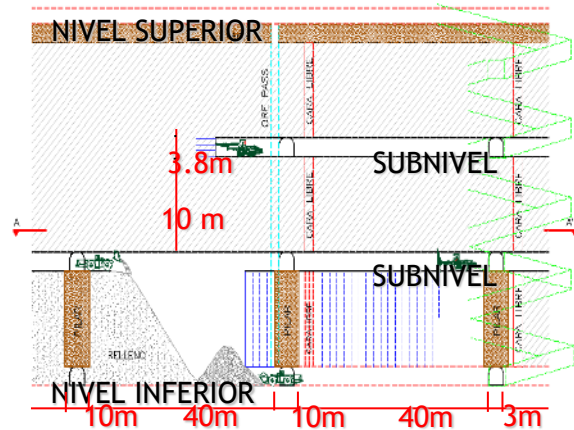 NIVEL SUPERIOR
ORE PASS
CARA LIBRE
CARA LIBRE
3.8m
SUBNIVEL
10 m
CARA LIBRE
CARA LIBRE
A
A
SUBNIVEL
PILAR
PILAR
CARA LIBRE
PILAR
CARA LIBRE
RELLENO
NIVEL INFERIOR
10m
40m
10m
40m
3m